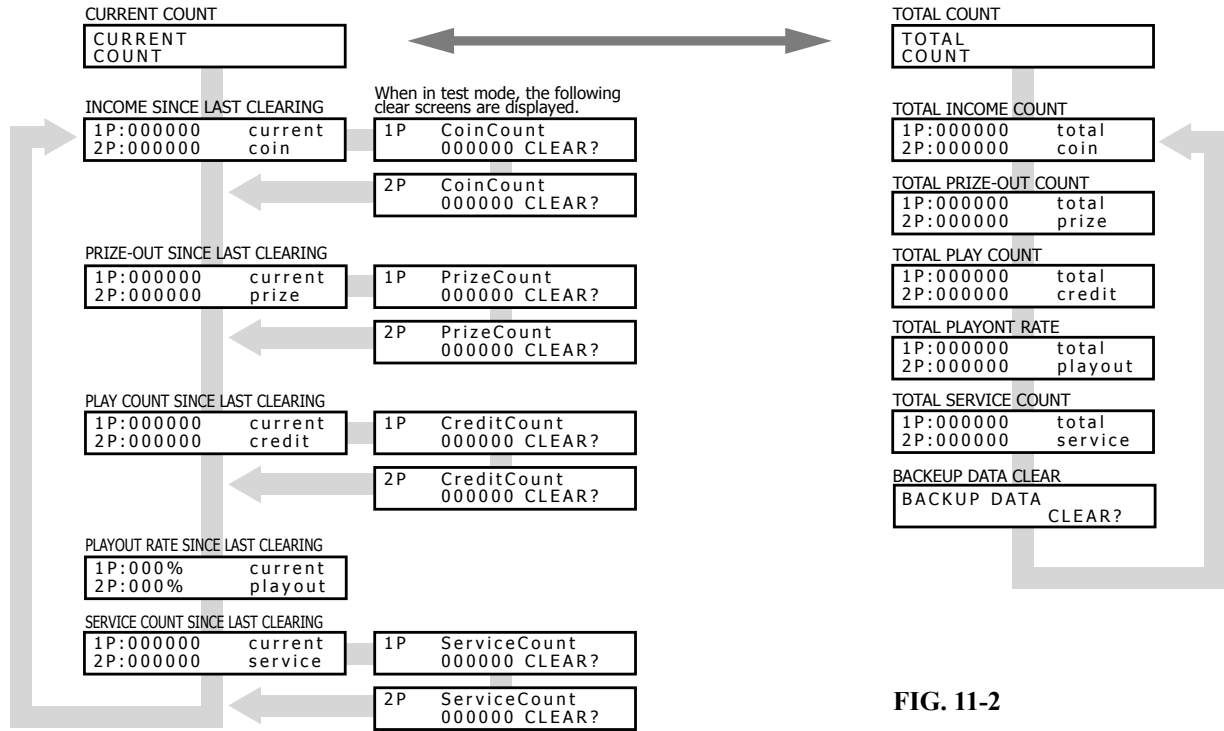 CURRENT COUNT
CURRENT
COUNT
INCOME SINCE LAST CLEARING
1P:000000 current
2P:000000 coin
When in test mode, the following
clear screens are displayed.
1P CoinCount
000000 CLEAR?
2P CoinCount
000000 CLEAR?
PRIZE-OUT SINCE LAST CLEARING
1P:000000 current
2P:000000 prize
1P PrizeCount
000000 CLEAR?
2P PrizeCount
000000 CLEAR?
PLAY COUNT SINCE LAST CLEARING
1P:000000 current
2P:000000 credit
1P CreditCount
000000 CLEAR?
2P CreditCount
000000 CLEAR?
PLAYOUT RATE SINCE LAST CLEARING
1P:000% current
2P:000% playout
SERVICE COUNT SINCE LAST CLEARING
1P:000000 current
2P:000000 service
1P ServiceCount
000000 CLEAR?
2P ServiceCount
000000 CLEAR?
TOTAL COUNT
TOTAL
COUNT
TOTAL INCOME COUNT
1P:000000 total
2P:000000 coin
TOTAL PRIZE-OUT COUNT
1P:000000 total
2P:000000 prize
TOTAL PLAY COUNT
1P:000000 total
2P:000000 credit
TOTAL PLAYONT RATE
1P:000000 total
2P:000000 playout
TOTAL SERVICE COUNT
1P:000000 total
2P:000000 service
BACKEUP DATA CLEAR
BACKUP DATA
CLEAR?
FIG. 11-2